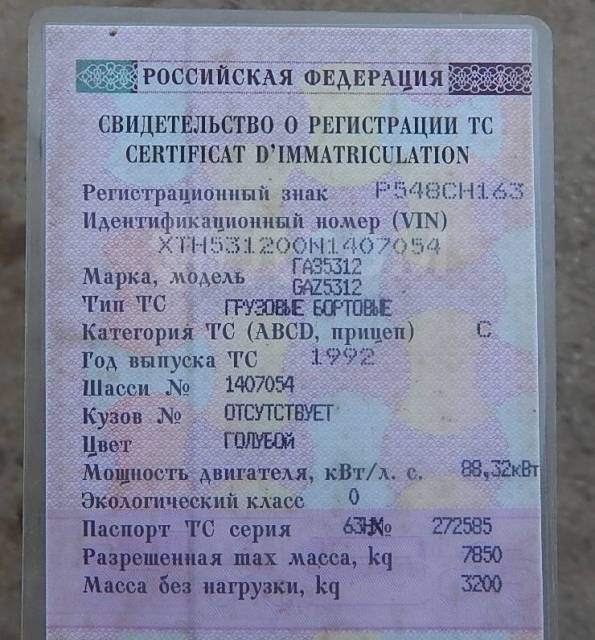 РОССИЙСКАЯ ФЕДЕРАЦИЯ
СВИДЕТЕЛЬСТВО О РЕГИСТРАЦИИ ТС
CERTIFICAT D'IMMATRICULATION
Регистрационный знак Р548СН163
Идентификационный номер (VIN)
XTH531200N1407054
Марка, модель ГАЗ5312
GAZ5312
Тип ТС ГРУЗОВЫЕ БОРТОВЫЕ
Категория ТС (ABCD, прицеп) C
Год выпуска ТС 1992
Шасси № 1407054
Кузов № ОТСУТСТВУЕТ
Цвет ГОЛУБОЙ
Мощность двигателя, кВт/л. с. 88,32кВт
Экологический класс 0
Паспорт ТС серия № 272585
Разрешенная max масса, kq 7850
Масса без нагрузки, kq 3200